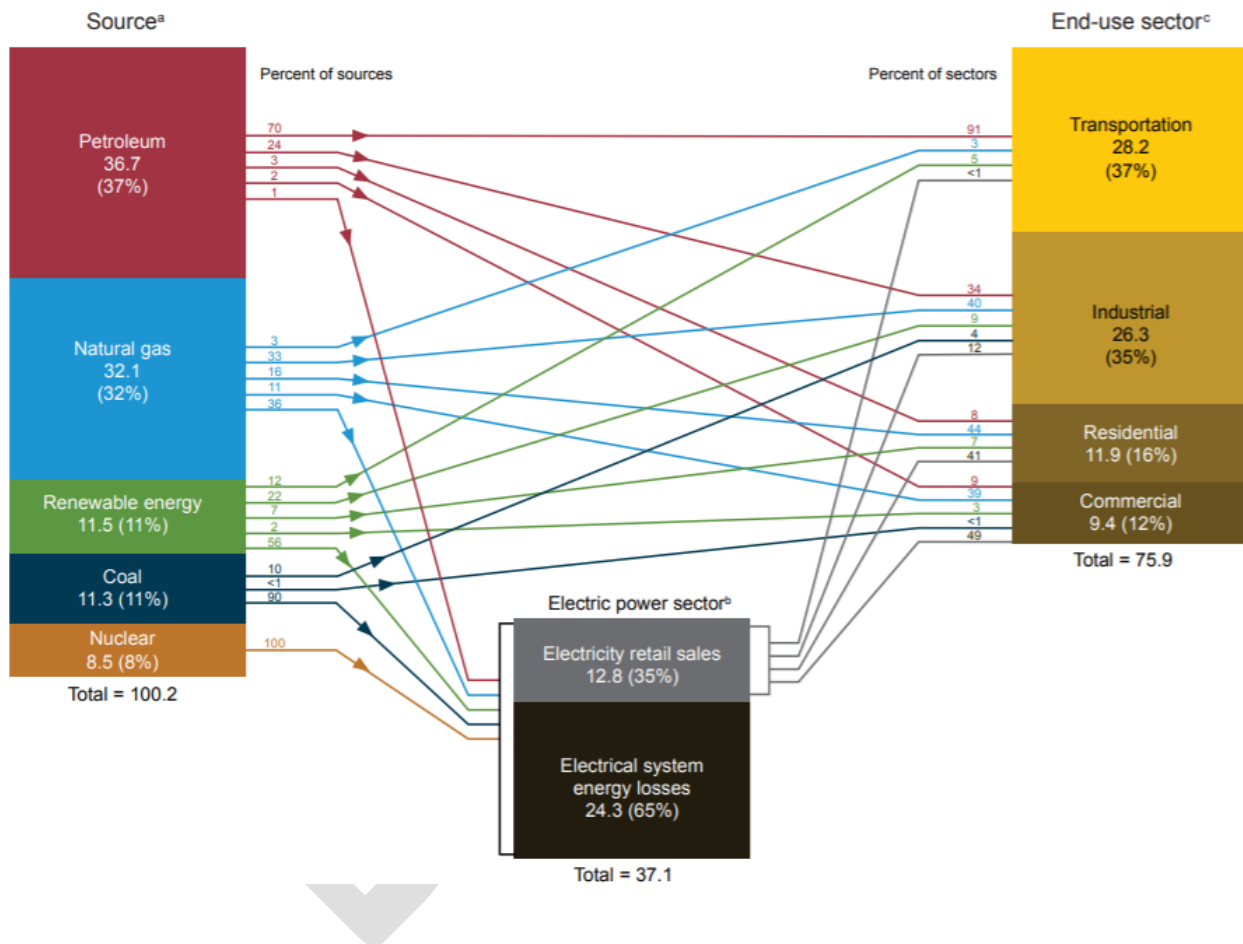 Sourceᵃ
End-use sectorᶜ
Percent of sources
Percent of sectors
Petroleum
36.7
(37%)
70
24
3
2
1
Natural gas
32.1
(32%)
3
33
16
11
36
Renewable energy
11.5 (11%)
12
22
7
2
56
Coal
11.3 (11%)
10
<1
90
Nuclear
8.5 (8%)
100
Total = 100.2
Electric power sectorᵇ
Electricity retail sales
12.8 (35%)
Electrical system
energy losses
24.3 (65%)
Total = 37.1
91
3
5
<1
Transportation
28.2
(37%)
34
40
9
4
12
Industrial
26.3
(35%)
8
44
7
41
Residential
11.9 (16%)
9
39
3
<1
49
Commercial
9.4 (12%)
Total = 75.9